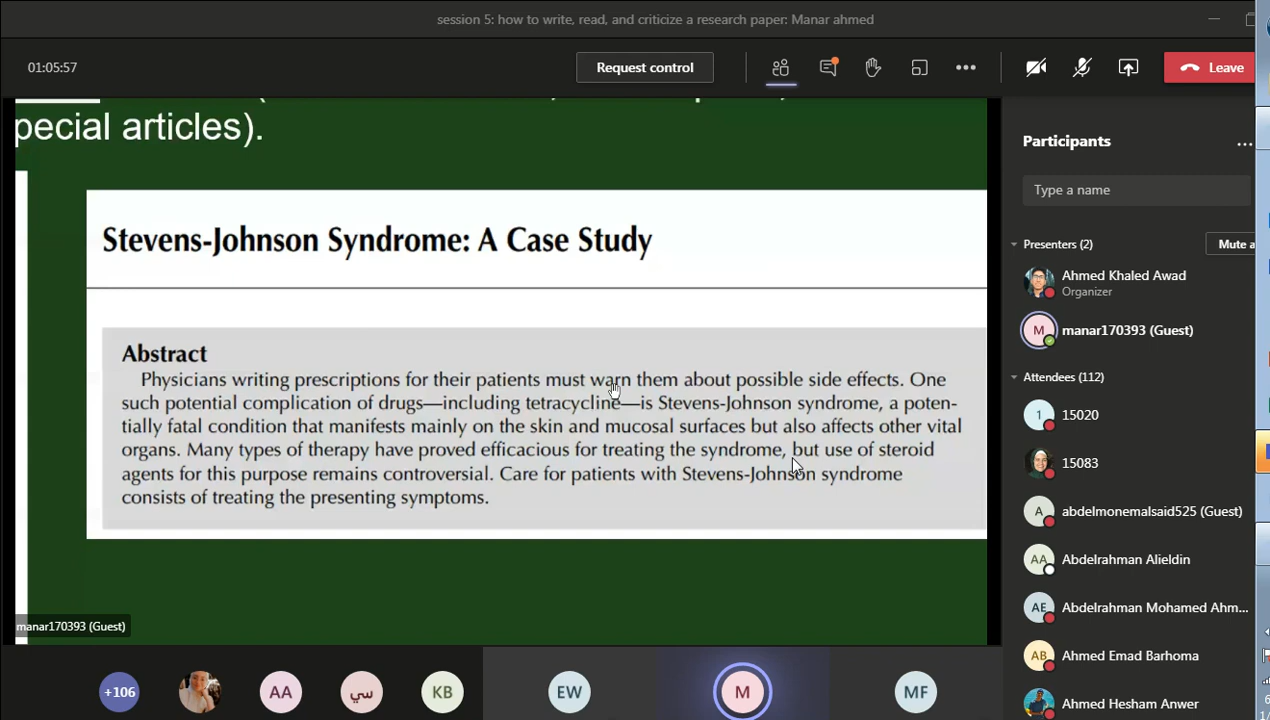 session 5: how to write, read, and criticize a research paper: Manar ahmed
01:05:57
Request control
Leave
pecial articles).
Stevens-Johnson Syndrome: A Case Study
Abstract
Physicians writing prescriptions for their patients must warn them about possible side effects. One
such potential complication of drugs—including tetracycline—is Stevens-Johnson syndrome, a poten-
tially fatal condition that manifests mainly on the skin and mucosal surfaces but also affects other vital
organs. Many types of therapy have proved efficacious for treating the syndrome, but use of steroid
agents for this purpose remains controversial. Care for patients with Stevens-Johnson syndrome
consists of treating the presenting symptoms.
manar170393 (Guest)
+106
AA
سي
KB
EW
M
MF
Participants
Type a name
Presenters (2)
Mute a
Ahmed Khaled Awad
Organizer
M manar170393 (Guest)
Attendees (112)
1 15020
15083
A abdelmonemalsaid525 (Guest)
AA Abdelrahman Alieldin
AE Abdelrahman Mohamed Ahm...
AB Ahmed Emad Barhoma
Ahmed Hesham Anwer